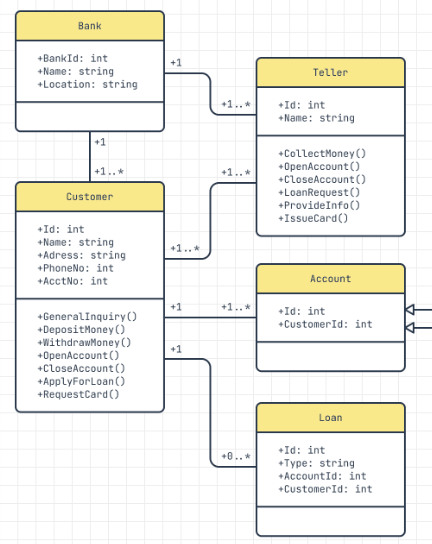 Bank
+BankId: int
+Name: string
+Location: string
+1
+1..*
Teller
+Id: int
+Name: string
+CollectMoney()
+OpenAccount()
+CloseAccount()
+LoanRequest()
+ProvideInfo()
+IssueCard()
+1
+1..*
Customer
+Id: int
+Name: string
+Adress: string
+PhoneNo: int
+AcctNo: int
+GeneralInquiry()
+DepositMoney()
+WithdrawMoney()
+OpenAccount()
+CloseAccount()
+ApplyForLoan()
+RequestCard()
+1..*
+1..*
+1
+1..*
Account
+Id: int
+CustomerId: int
+1
+0..*
Loan
+Id: int
+Type: string
+AccountId: int
+CustomerId: int